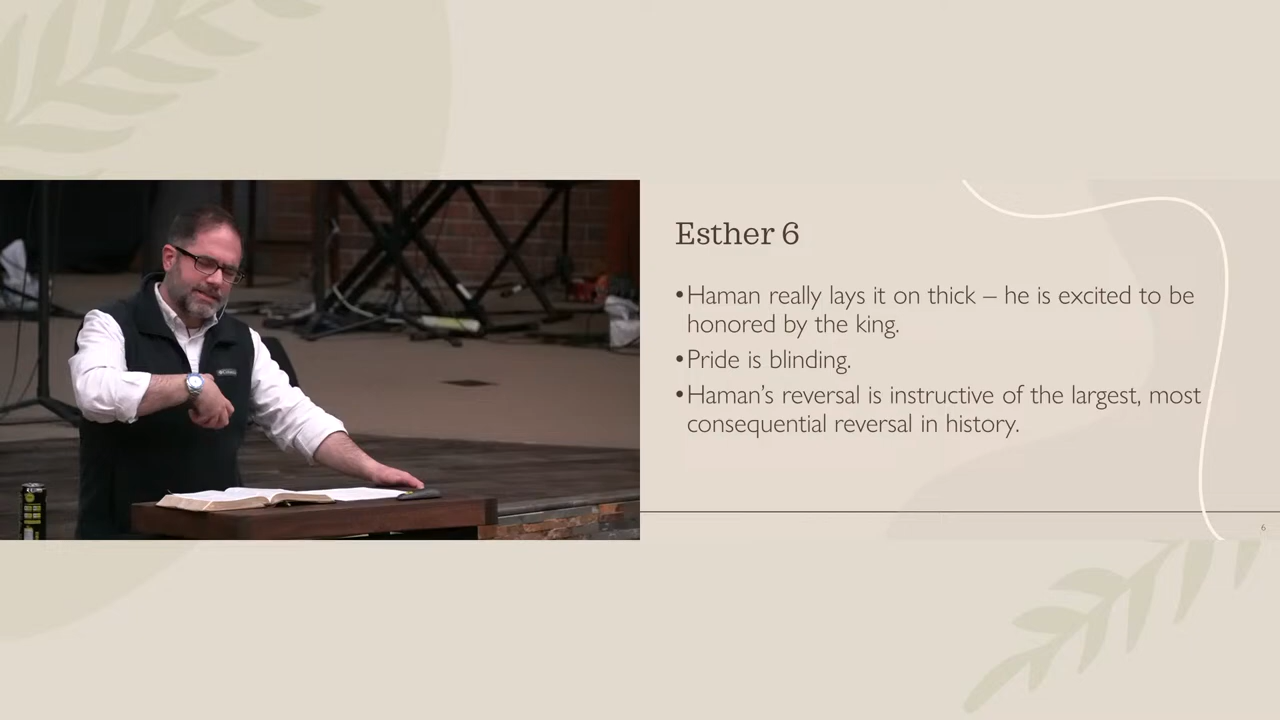 Esther 6
•Haman really lays it on thick – he is excited to be
honored by the king.
•Pride is blinding.
•Haman’s reversal is instructive of the largest, most
consequential reversal in history.
6